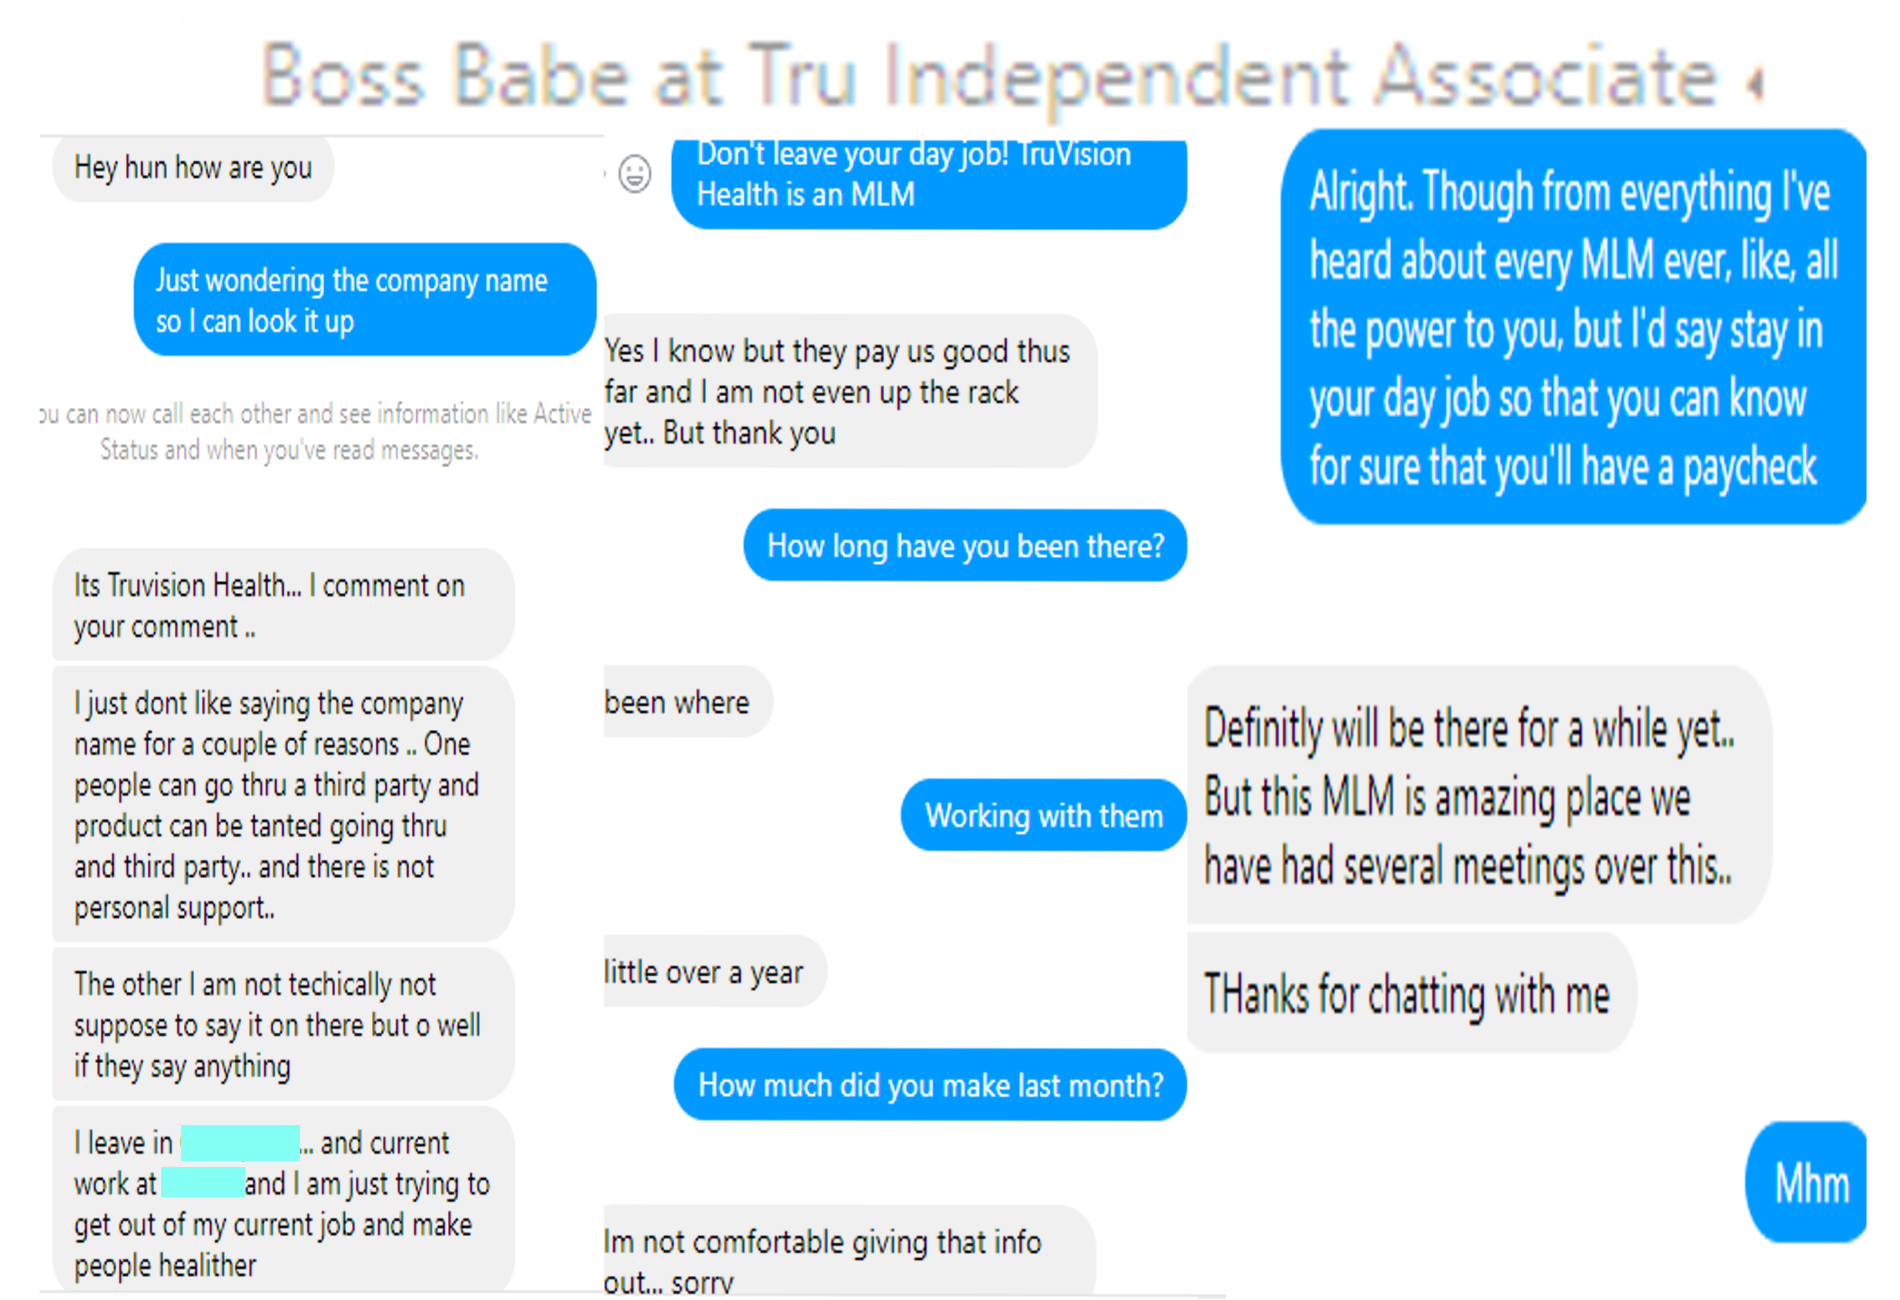 Boss Babe at Tru Independent Associate
Hey hun how are you
Just wondering the company name
so I can look it up
ou can now call each other and see information like Active
Status and when you've read messages.
Its Truvision Health... I comment on
your comment ..
I just dont like saying the company
name for a couple of reasons .. One
people can go thru a third party and
product can be tanted going thru
and third party.. and there is not
personal support..
The other I am not techically not
suppose to say it on there but o well
if they say anything
I leave in ... and current
work at and I am just trying to
get out of my current job and make
people healither
Don't leave your day job! TruVision
Health is an MLM
Yes I know but they pay us good thus
far and I am not even up the rack
yet.. But thank you
How long have you been there?
been where
Working with them
little over a year
How much did you make last month?
Im not comfortable giving that info
out... sorry
Alright. Though from everything I've
heard about every MLM ever, like, all
the power to you, but I'd say stay in
your day job so that you can know
for sure that you'll have a paycheck
Definitly will be there for a while yet..
But this MLM is amazing place we
have had several meetings over this..
THanks for chatting with me
Mhm